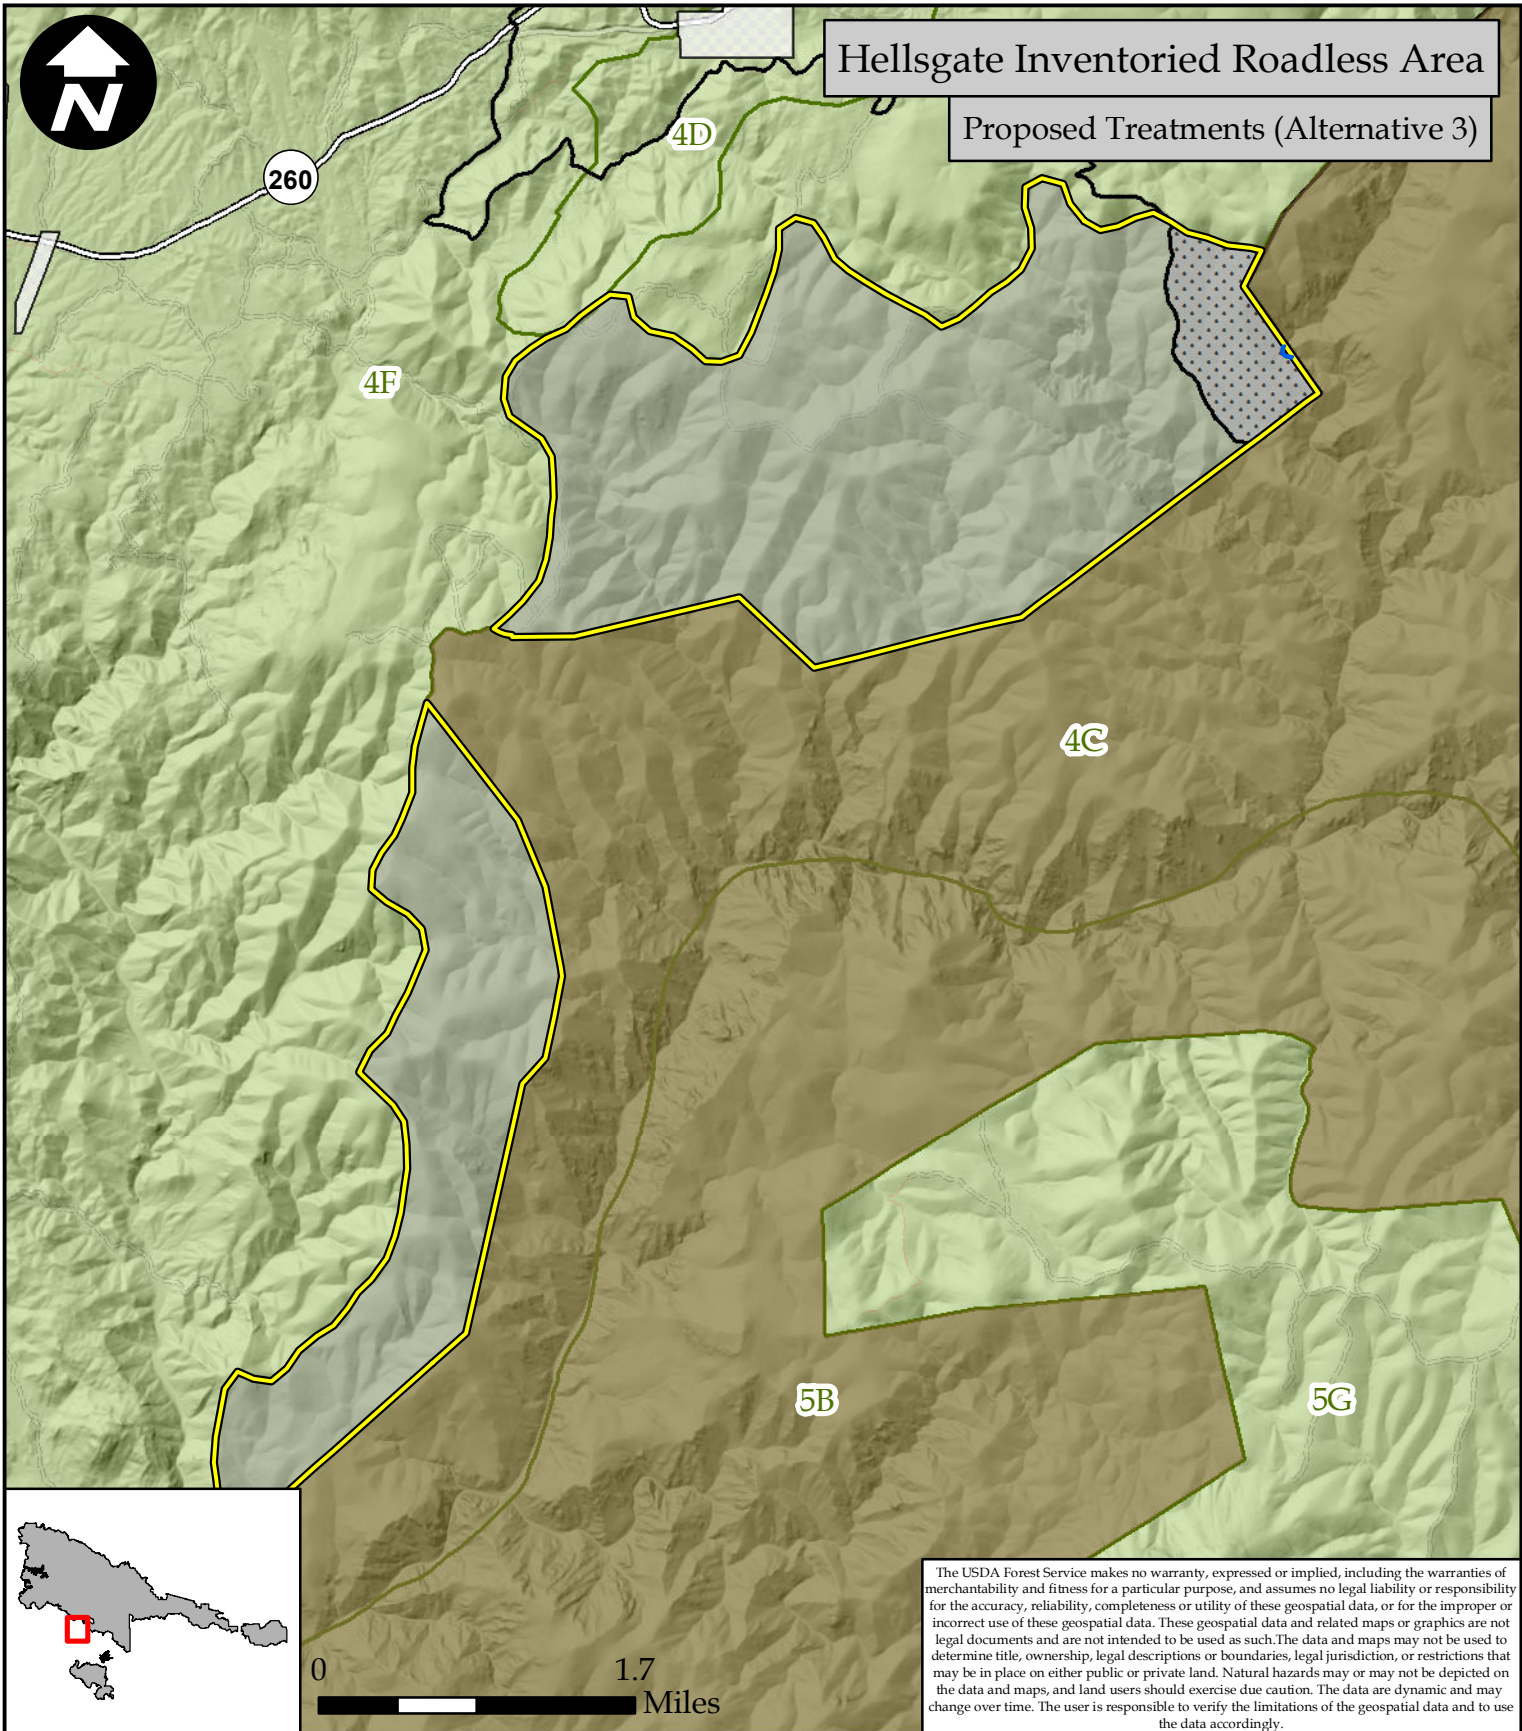 N
Hellsgate Inventoried Roadless Area
Proposed Treatments (Alternative 3)
4D
260
4F
4C
5B
5G
0 1.7
Miles
The USDA Forest Service makes no warranty, expressed or implied, including the warranties of
merchantability and fitness for a particular purpose, and assumes no legal liability or responsibility
for the accuracy, reliability, completeness or utility of these geospatial data, or for the improper or
incorrect use of these geospatial data. These geospatial data and related maps or graphics are not
legal documents and are not intended to be used as such.The data and maps may not be used to
determine title, ownership, legal descriptions or boundaries, legal jurisdiction, or restrictions that
may be in place on either public or private land. Natural hazards may or may not be depicted on
the data and maps, and land users should exercise due caution. The data are dynamic and may
change over time. The user is responsible to verify the limitations of the geospatial data and to use
the data accordingly.